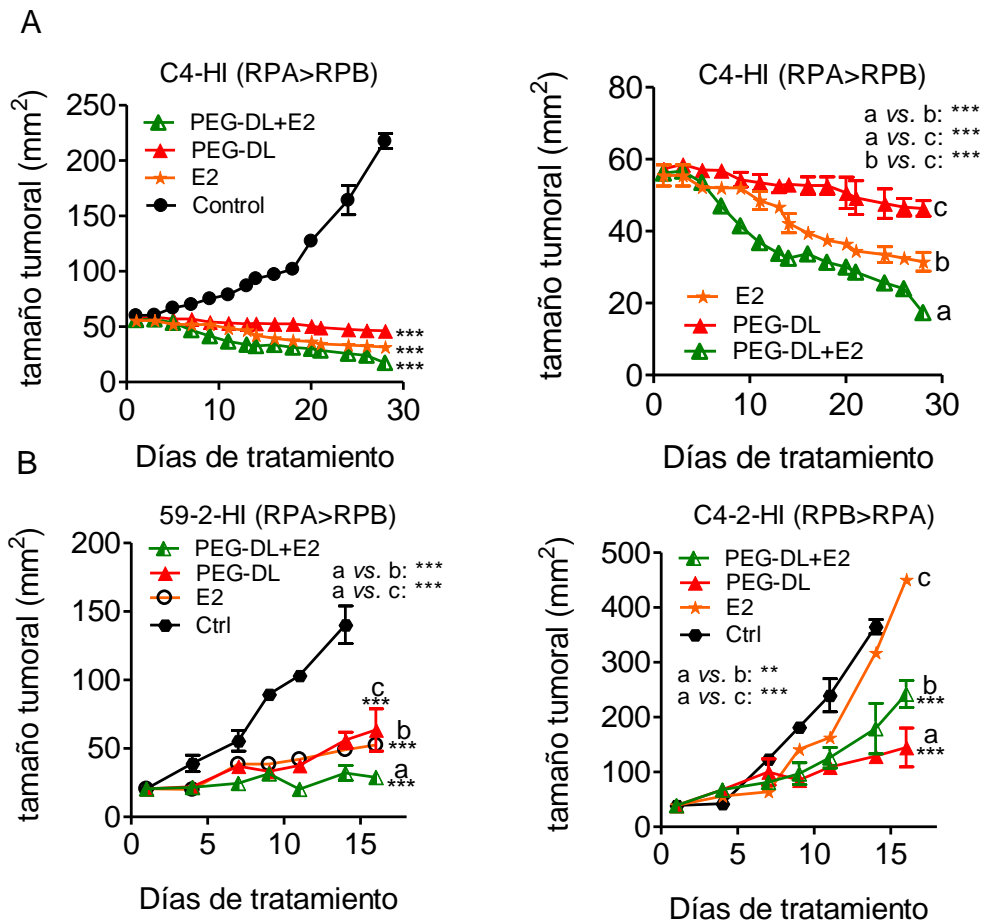 A
C4-HI (RPA>RPB)
tamaño tumoral (mm2)
250
200
150
100
50
0
PEG-DL+E2
PEG-DL
E2
Control
***
***
***
0 10 20 30
Días de tratamiento
C4-HI (RPA>RPB)
tamaño tumoral (mm2)
80
60
40
20
0
a vs. b: ***
a vs. c: ***
b vs. c: ***
c
b
a
E2
PEG-DL
PEG-DL+E2
0 10 20 30
Días de tratamiento
B
59-2-HI (RPA>RPB)
tamaño tumoral (mm2)
200
150
100
50
0
PEG-DL+E2
PEG-DL
E2
Ctrl
a vs. b: ***
a vs. c: ***
c
***
b
***
a
***
0 5 10 15
Días de tratamiento
C4-2-HI (RPB>RPA)
tamaño tumoral (mm2)
500
400
300
200
100
0
PEG-DL+E2
PEG-DL
E2
Ctrl
a vs. b: **
a vs. c: ***
c
b
***
a
***
0 5 10 15
Días de tratamiento